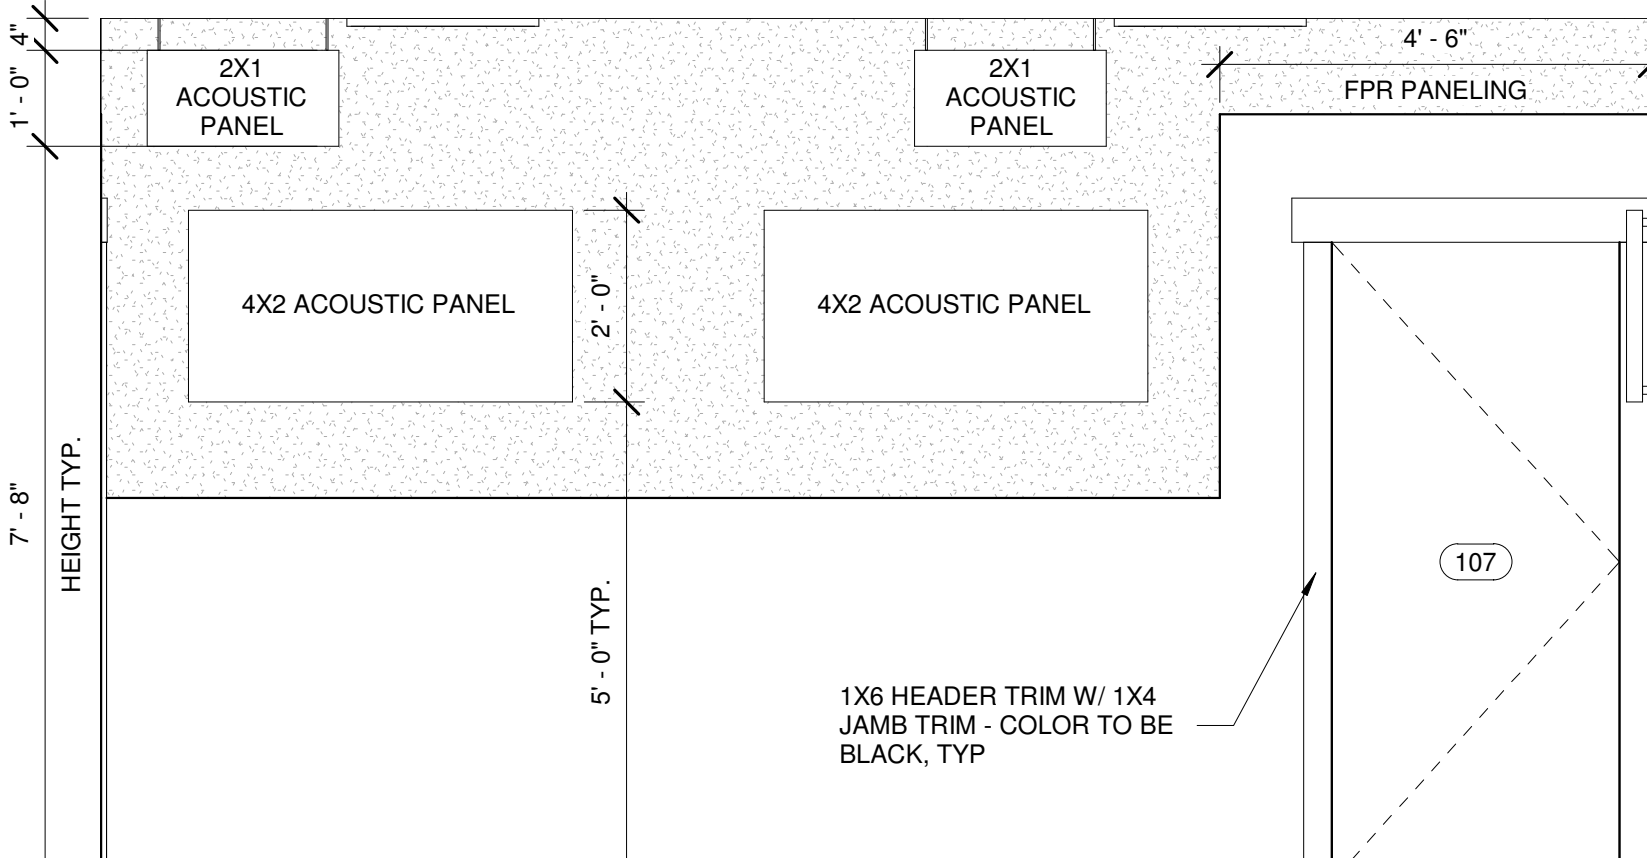 4"
1' - 0"
7' - 8"
HEIGHT TYP.
2X1
ACOUSTIC
PANEL
2X1
ACOUSTIC
PANEL
4' - 6"
FPR PANELING
4X2 ACOUSTIC PANEL
2' - 0"
4X2 ACOUSTIC PANEL
5' - 0" TYP.
107
1X6 HEADER TRIM W/ 1X4
JAMB TRIM - COLOR TO BE
BLACK, TYP